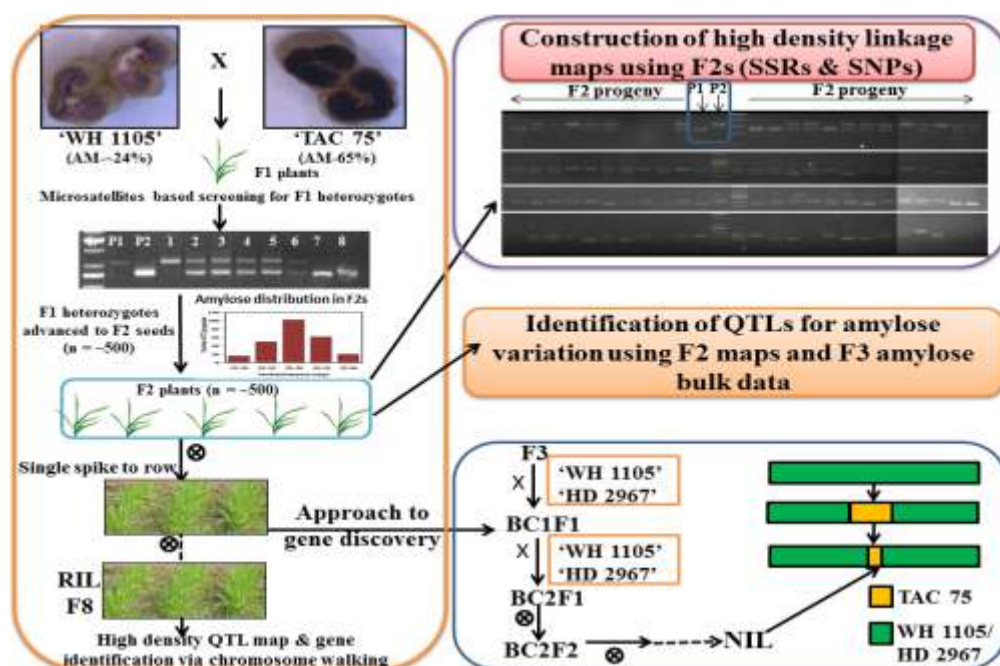 X
'WH 1105'
(AM-~24%)
'TAC 75'
(AM-65%)
F1 plants
Microsatellites based screening for F1 heterozygotes
P1 P2 1 2 3 4 5 6 7 8
F1 heterozygotes
advanced to F2 seeds
(n = ~500)
Amylose distribution in F2s
F2 plants (n = ~500)
Single spike to row
RIL
F8
High density QTL map & gene
identification via chromosome walking
Approach to
gene discovery
Construction of high density linkage
maps using F2s (SSRs & SNPs)
F2 progeny
P1 P2
F2 progeny
Identification of QTLs for amylose
variation using F2 maps and F3 amylose
bulk data
F3
X
'WH 1105'
'HD 2967'
BC1F1
X
'WH 1105'
'HD 2967'
BC2F1
BC2F2
NIL
TAC 75
WH 1105/
HD 2967